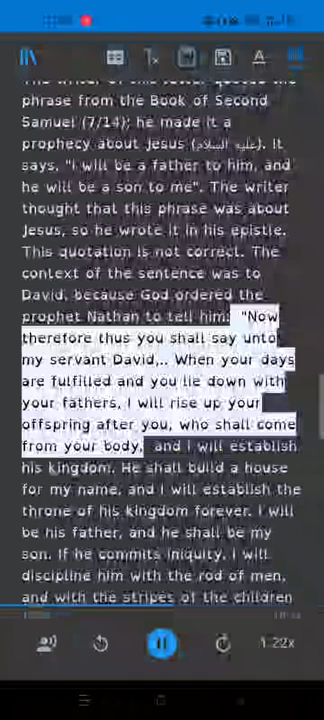 The writer of this letter quotes the
phrase from the Book of Second
Samuel (7/14); he made it a
prophecy about Jesus (عليه السلام). It
says, "I will be a father to him, and
he will be a son to me". The writer
thought that this phrase was about
Jesus, so he wrote it in his epistle.
This quotation is not correct. The
context of the sentence was to
David, because God ordered the
prophet Nathan to tell him: "Now
therefore thus you shall say unto
my servant David,.. When your days
are fulfilled and you lie down with
your fathers, I will rise up your
offspring after you, who shall come
from your body, and I will establish
his kingdom. He shall build a house
for my name, and I will establish the
throne of his kingdom forever. I will
be his father, and he shall be my
son. If he commits iniquity, I will
discipline him with the rod of men,
and with the stripes of the children
1.22x